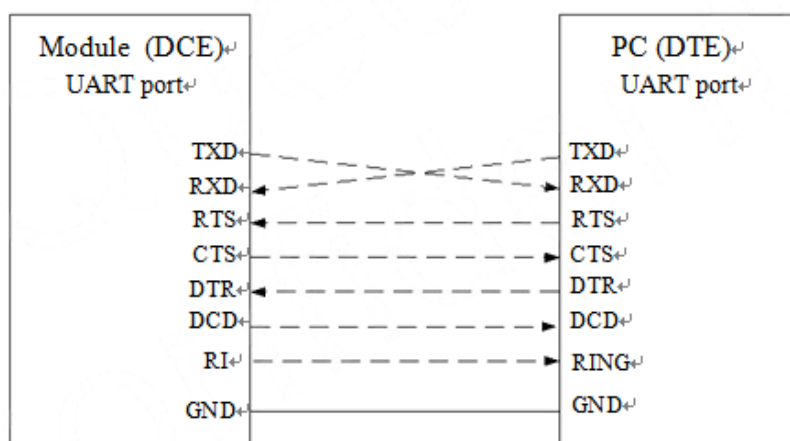 Module (DCE)
UART port
TXD
RXD
RTS
CTS
DTR
DCD
RI
GND
PC (DTE)
UART port
TXD
RXD
RTS
CTS
DTR
DCD
RING
GND